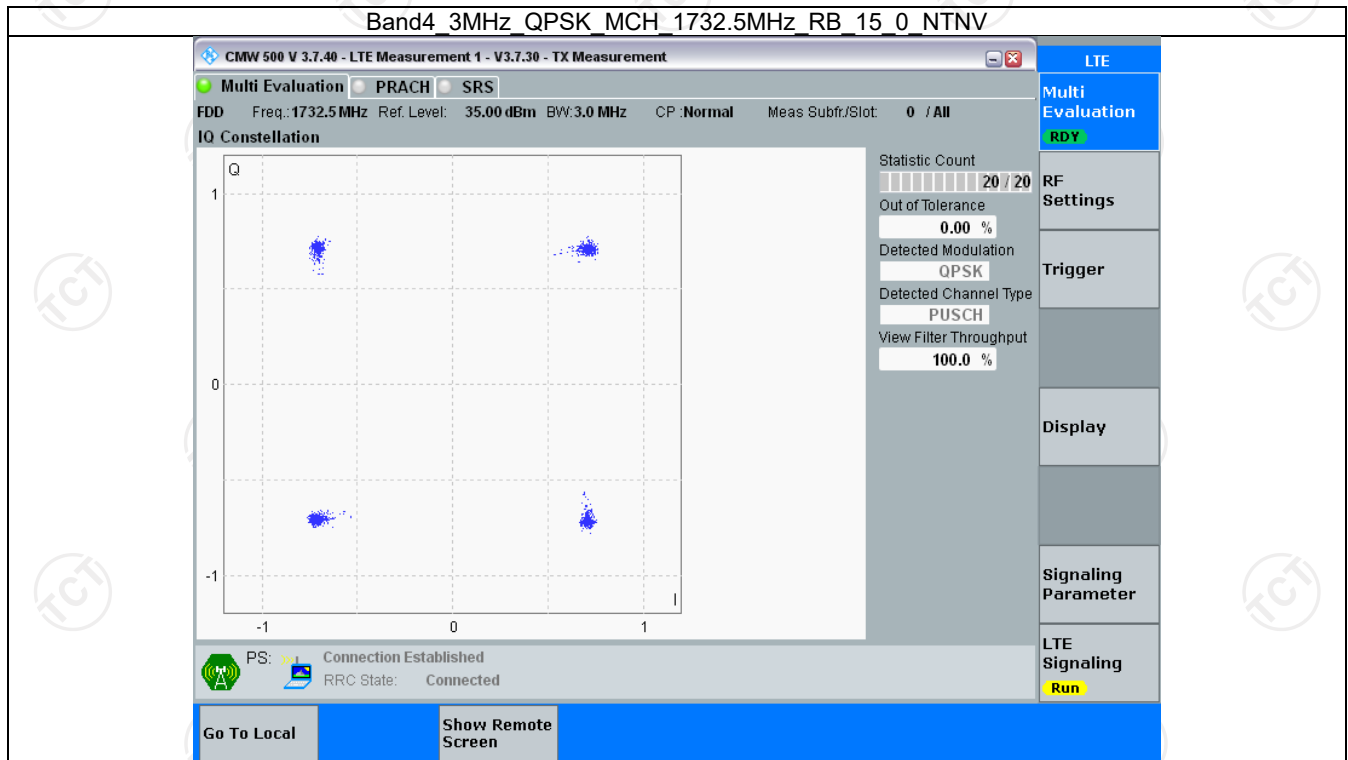 Band4_3MHz_QPSK_MCH_1732.5MHz_RB_15_0_NTNV
CMW 500 V 3.7.40 - LTE Measurement 1 - V3.7.30 - TX Measurement
LTE
Multi Evaluation PRACH SRS
Multi
Evaluation
RDY
FDD Freq.:1732.5 MHz Ref. Level: 35.00 dBm BW:3.0 MHz CP :Normal Meas Subfr./Slot: 0 / All
IQ Constellation
Q
1
0
-1
I
-1 0 1
Statistic Count
20 / 20
Out of Tolerance
0.00 %
Detected Modulation
QPSK
Detected Channel Type
PUSCH
View Filter Throughput
100.0 %
RF
Settings
Trigger
Display
Signaling
Parameter
LTE
Signaling
Run
PS: Connection Established
RRC State: Connected
Go To Local
Show Remote
Screen
TCT
TCT
TCT
TCT